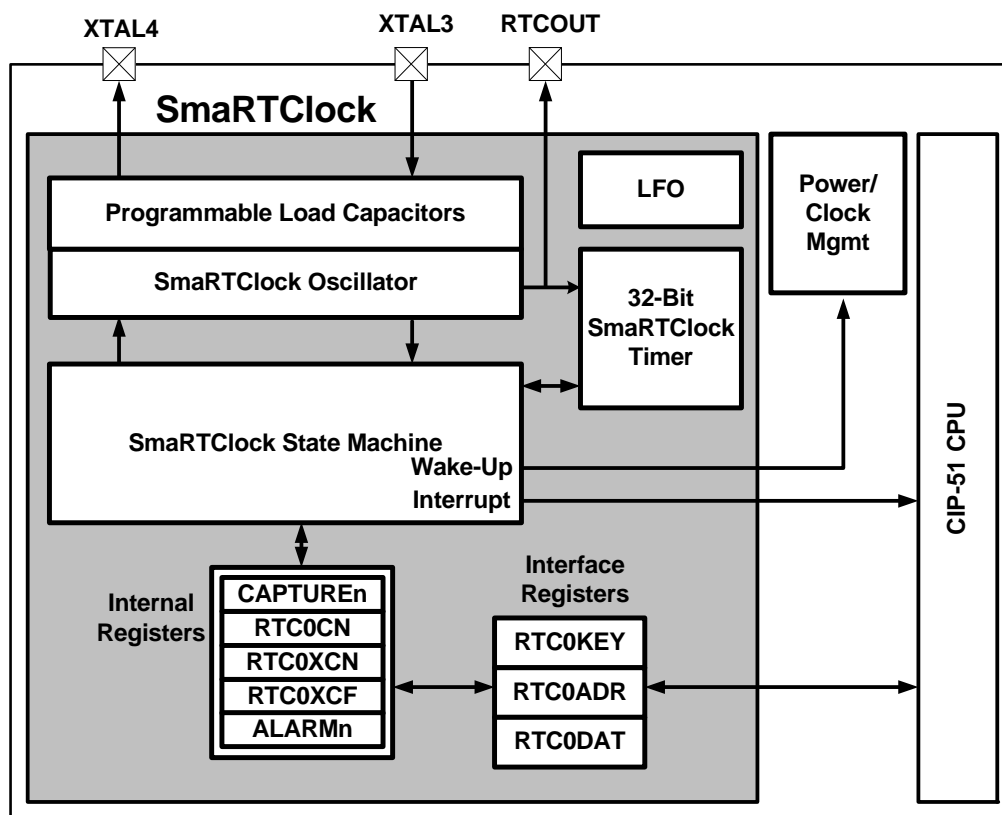 XTAL4
XTAL3
RTCOUT
SmaRTClock
LFO
Power/
Clock
Mgmt
Programmable Load Capacitors
SmaRTClock Oscillator
32-Bit
SmaRTClock
Timer
SmaRTClock State Machine
Wake-Up
Interrupt
CIP-51 CPU
Internal
Registers
CAPTUREn
RTC0CN
RTC0XCN
RTC0XCF
ALARMn
Interface
Registers
RTC0KEY
RTC0ADR
RTC0DAT